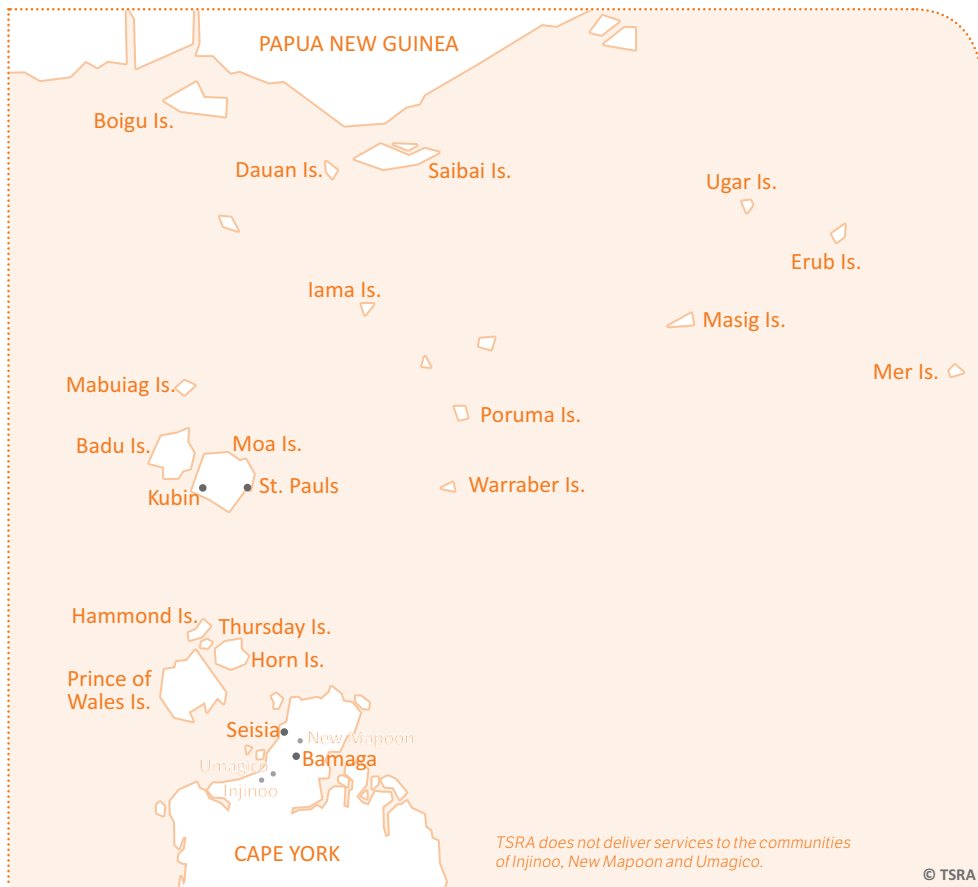 PAPUA NEW GUINEA
Boigu Is.
Dauan Is.
Saibai Is.
Ugar Is.
Erub Is.
Iama Is.
Masig Is.
Mer Is.
Mabuiag Is.
Poruma Is.
Badu Is.
Moa Is.
Kubin
St. Pauls
Warraber Is.
Hammond Is.
Thursday Is.
Horn Is.
Prince of
Wales Is.
Seisia
New Mapoon
Bamaga
Umagico
Injinoo
CAPE YORK
TSRA does not deliver services to the communities
of Injinoo, New Mapoon and Umagico.
© TSRA